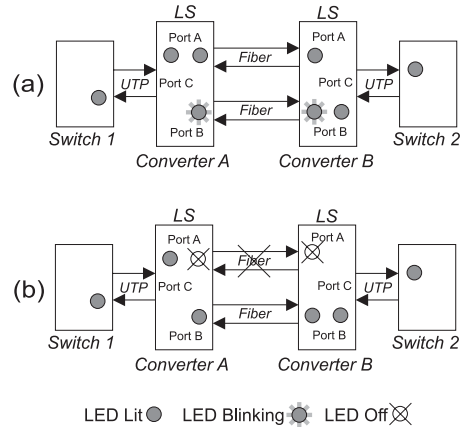 LS LS
Port A Port A
(a) UTP Port C Fiber Port C UTP
Fiber
Switch 1 Port B Port B Switch 2
Converter A Converter B
LS LS
Port A Port A
Fiber
(b) UTP Port C Port C UTP
Switch 1 Port B Fiber Port B Switch 2
Converter A Converter B
LED Lit LED Blinking LED Off